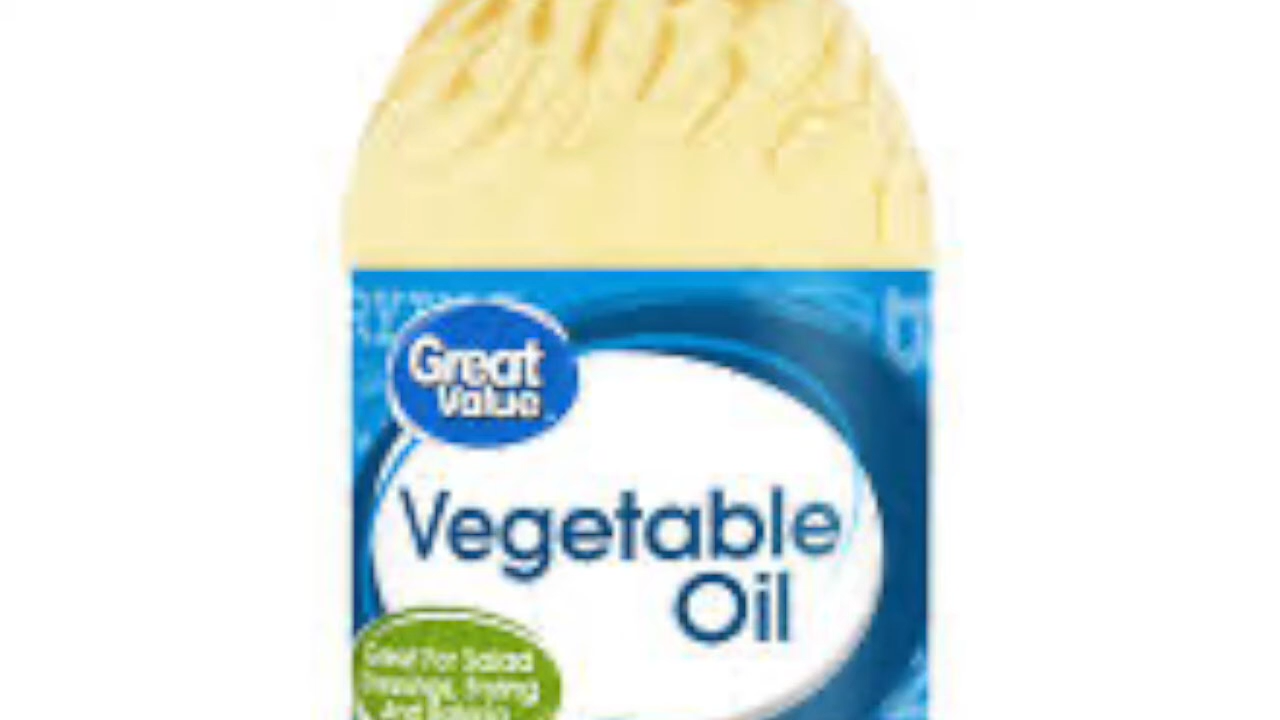 Great
Value
Vegetable
Oil
Great For Salad
Dressings, Frying
And Baking